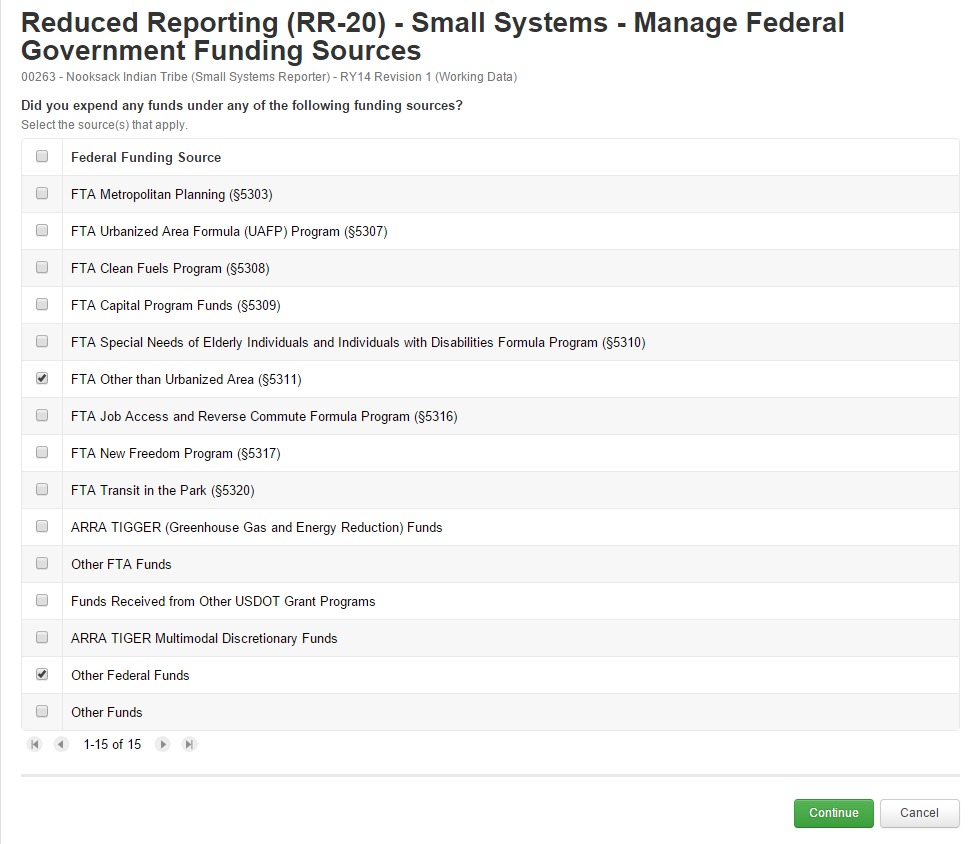 Reduced Reporting (RR-20) - Small Systems - Manage Federal
Government Funding Sources
00263 - Nooksack Indian Tribe (Small Systems Reporter) - RY14 Revision 1 (Working Data)
Did you expend any funds under any of the following funding sources?
Select the source(s) that apply.
Federal Funding Source
FTA Metropolitan Planning (§5303)
FTA Urbanized Area Formula (UAFP) Program (§5307)
FTA Clean Fuels Program (§5308)
FTA Capital Program Funds (§5309)
FTA Special Needs of Elderly Individuals and Individuals with Disabilities Formula Program (§5310)
FTA Other than Urbanized Area (§5311)
FTA Job Access and Reverse Commute Formula Program (§5316)
FTA New Freedom Program (§5317)
FTA Transit in the Park (§5320)
ARRA TIGGER (Greenhouse Gas and Energy Reduction) Funds
Other FTA Funds
Funds Received from Other USDOT Grant Programs
ARRA TIGER Multimodal Discretionary Funds
Other Federal Funds
Other Funds
1-15 of 15
Continue Cancel